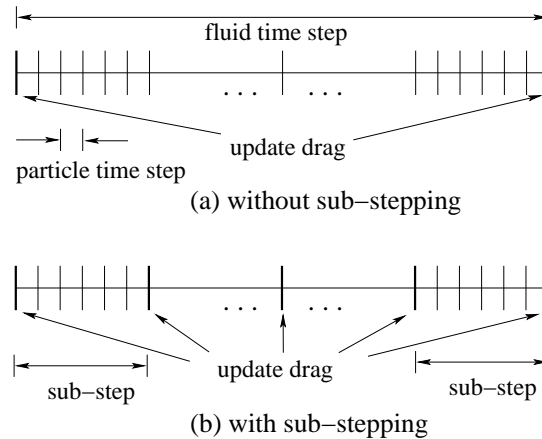 fluid time step
. . . . . .
update drag
particle time step
(a) without sub−stepping
. . . . . .
update drag
sub−step sub−step
(b) with sub−stepping